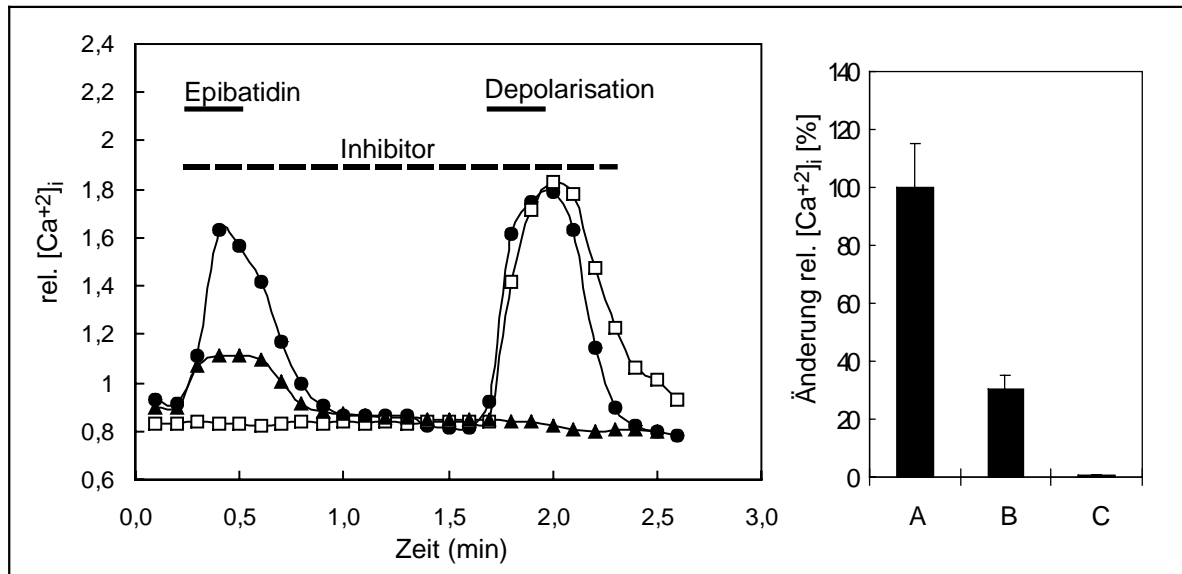 2,4
2,2
2
1,8
1,6
1,4
1,2
1
0,8
0,6
rel. [Ca+2]i
Epibatidin
Depolarisation
Inhibitor
0,0 0,5 1,0 1,5 2,0 2,5 3,0
Zeit (min)
140
120
100
80
60
40
20
0
Änderung rel. [Ca+2]i [%]
A B C